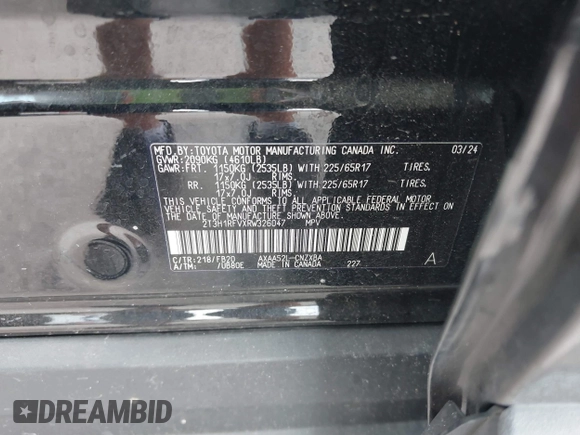 MFD.BY:TOYOTA MOTOR MANUFACTURING CANADA INC. 03/24
GVWR:2090KG (4610LB)
GAWR:FRT. 1150KG (2535LB) WITH 225/65R17 TIRES.
17x7.0J RIMS.
RR. 1150KG (2535LB) WITH 225/65R17 TIRES.
17x7.0J RIMS.
THIS VEHICLE CONFORMS TO ALL APPLICABLE FEDERAL MOTOR
VEHICLE SAFETY AND THEFT PREVENTION STANDARDS IN EFFECT ON
THE DATE OF MANUFACTURE SHOWN ABOVE.
2T3H1RFVXRW326047 MPV
C/TR:218/FB20 AXAA52L-CNZXBA
A/TM: /UB80E MADE IN CANADA 227 A
DREAMBID